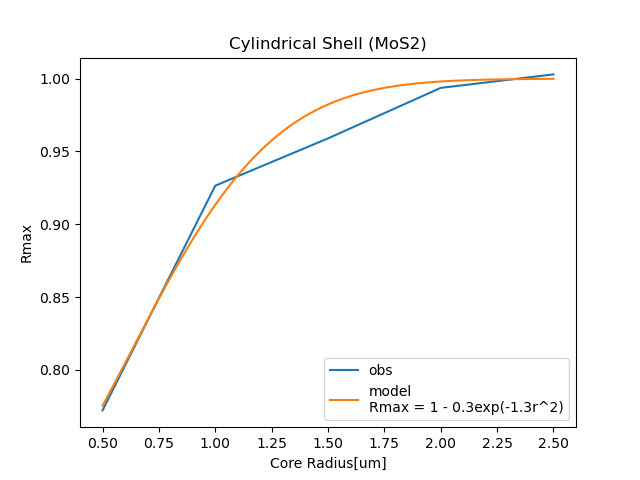 Cylindrical Shell (MoS2)
1.00
0.95
0.90
0.85
0.80
Rmax
obs
model
Rmax = 1 - 0.3exp(-1.3r^2)
0.50 0.75 1.00 1.25 1.50 1.75 2.00 2.25 2.50
Core Radius[um]